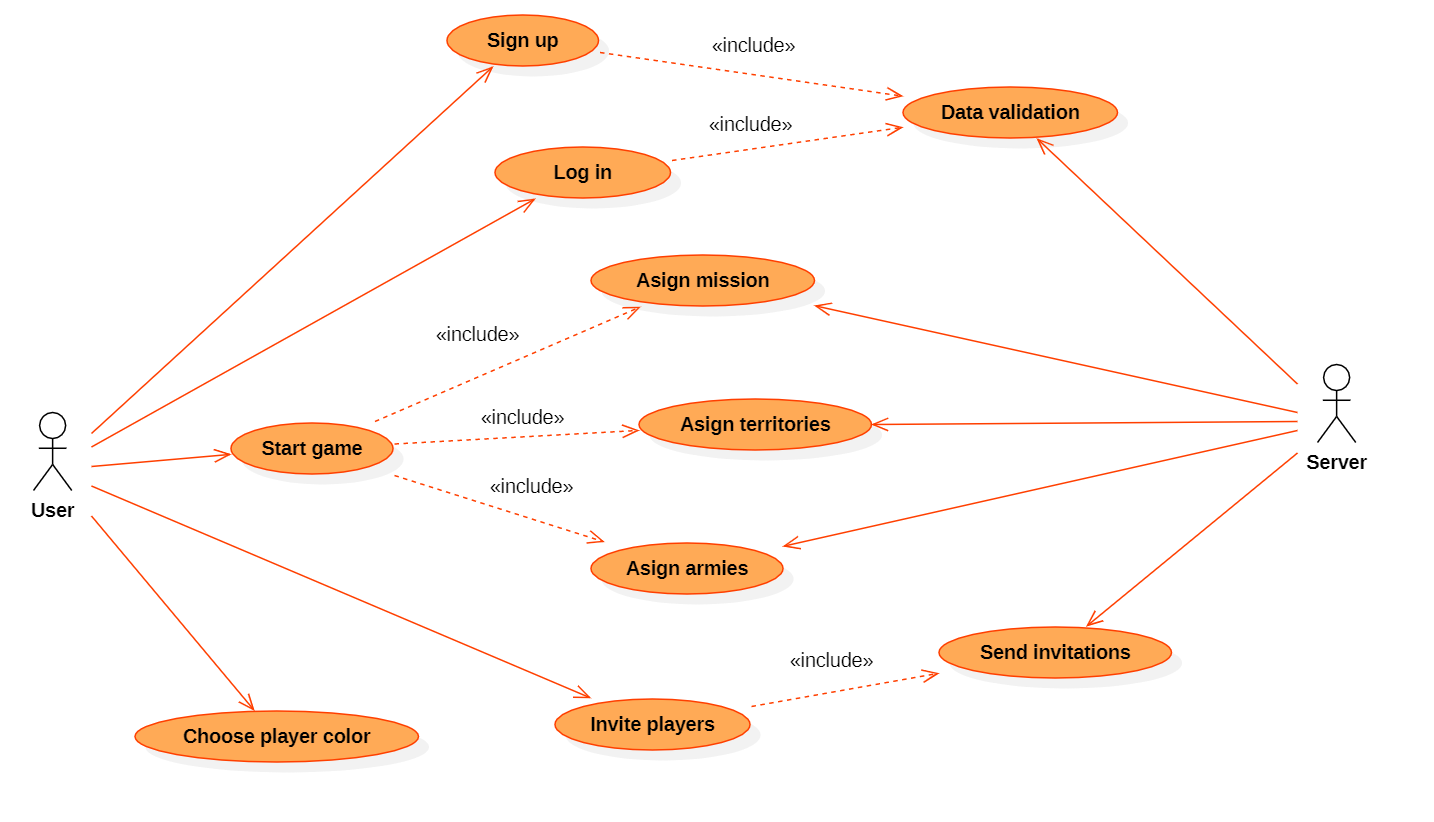 Sign up
«include»
Data validation
«include»
Log in
Asign mission
«include»
«include»
Asign territories
Start game
Server
«include»
User
Asign armies
Send invitations
«include»
Invite players
Choose player color